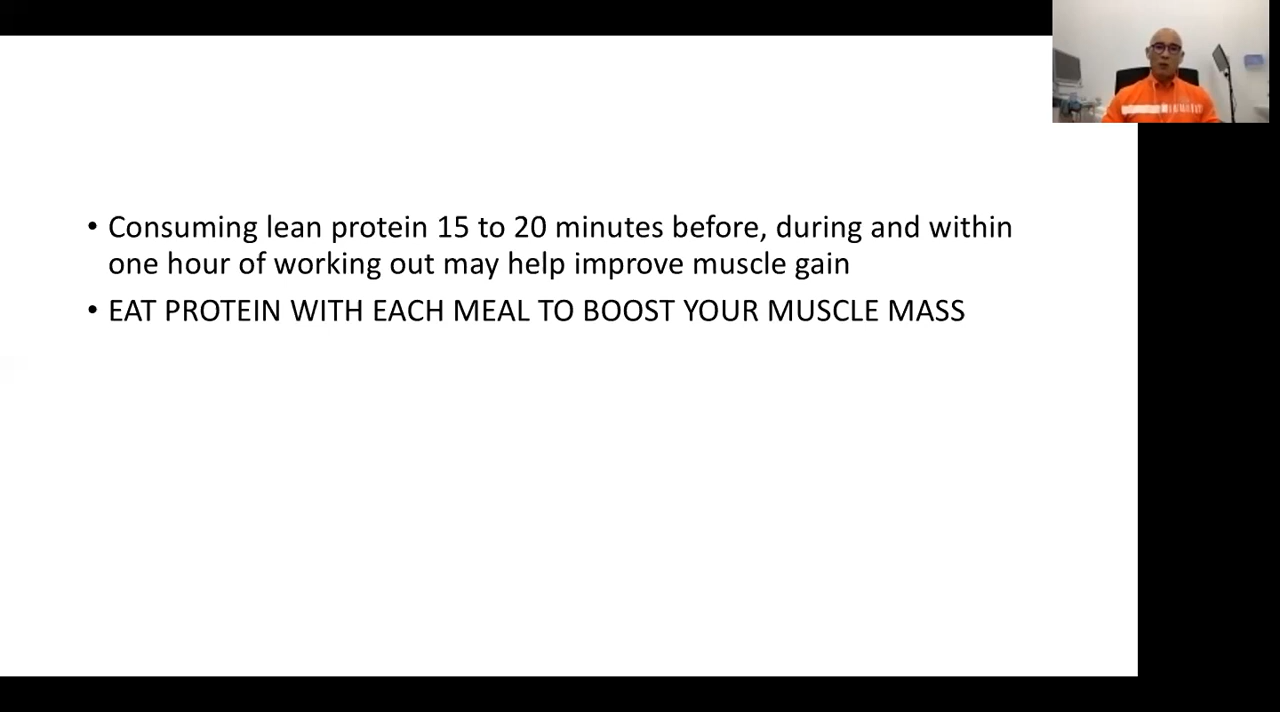 • Consuming lean protein 15 to 20 minutes before, during and within
one hour of working out may help improve muscle gain
• EAT PROTEIN WITH EACH MEAL TO BOOST YOUR MUSCLE MASS